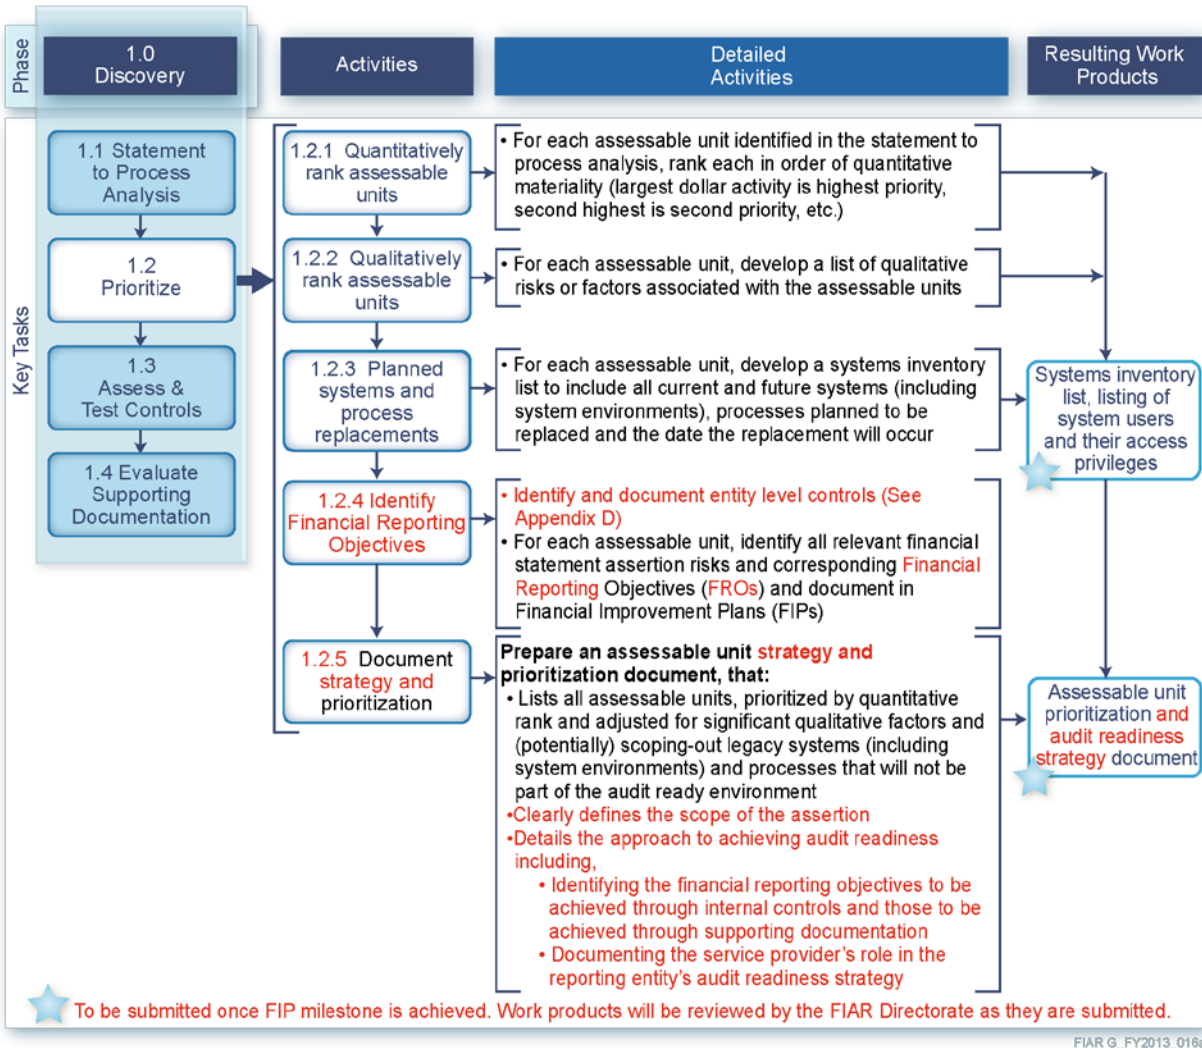 Phase
1.0
Discovery
Activities
Detailed
Activities
Resulting Work
Products
Key Tasks
1.1 Statement
to Process
Analysis
1.2
Prioritize
1.3
Assess &
Test Controls
1.4 Evaluate
Supporting
Documentation
1.2.1 Quantitatively
rank assessable
units
• For each assessable unit identified in the statement to
process analysis, rank each in order of quantitative
materiality (largest dollar activity is highest priority,
second highest is second priority, etc.)
1.2.2 Qualitatively
rank assessable
units
• For each assessable unit, develop a list of qualitative
risks or factors associated with the assessable units
1.2.3 Planned
systems and
process
replacements
• For each assessable unit, develop a systems inventory
list to include all current and future systems (including
system environments), processes planned to be
replaced and the date the replacement will occur
Systems inventory
list, listing of
system users
and their access
privileges
1.2.4 Identify
Financial Reporting
Objectives
• Identify and document entity level controls (See
Appendix D)
• For each assessable unit, identify all relevant financial
statement assertion risks and corresponding Financial
Reporting Objectives (FROs) and document in
Financial Improvement Plans (FIPs)
1.2.5 Document
strategy and
prioritization
Prepare an assessable unit strategy and
prioritization document, that:
• Lists all assessable units, prioritized by quantitative
rank and adjusted for significant qualitative factors and
(potentially) scoping-out legacy systems (including
system environments) and processes that will not be
part of the audit ready environment
•Clearly defines the scope of the assertion
•Details the approach to achieving audit readiness
including,
• Identifying the financial reporting objectives to be
achieved through internal controls and those to be
achieved through supporting documentation
• Documenting the service provider's role in the
reporting entity's audit readiness strategy
Assessable unit
prioritization and
audit readiness
strategy document
To be submitted once FIP milestone is achieved. Work products will be reviewed by the FIAR Directorate as they are submitted.
FIAR G_FY2013_016